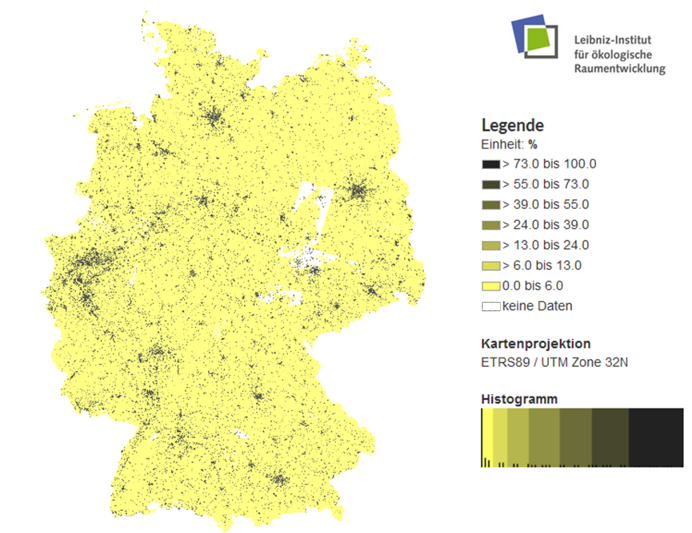 Leibniz-Institut
für ökologische
Raumentwicklung
Legende
Einheit: %
> 73.0 bis 100.0
> 55.0 bis 73.0
> 39.0 bis 55.0
> 24.0 bis 39.0
> 13.0 bis 24.0
> 6.0 bis 13.0
0.0 bis 6.0
keine Daten
Kartenprojektion
ETRS89 / UTM Zone 32N
Histogramm